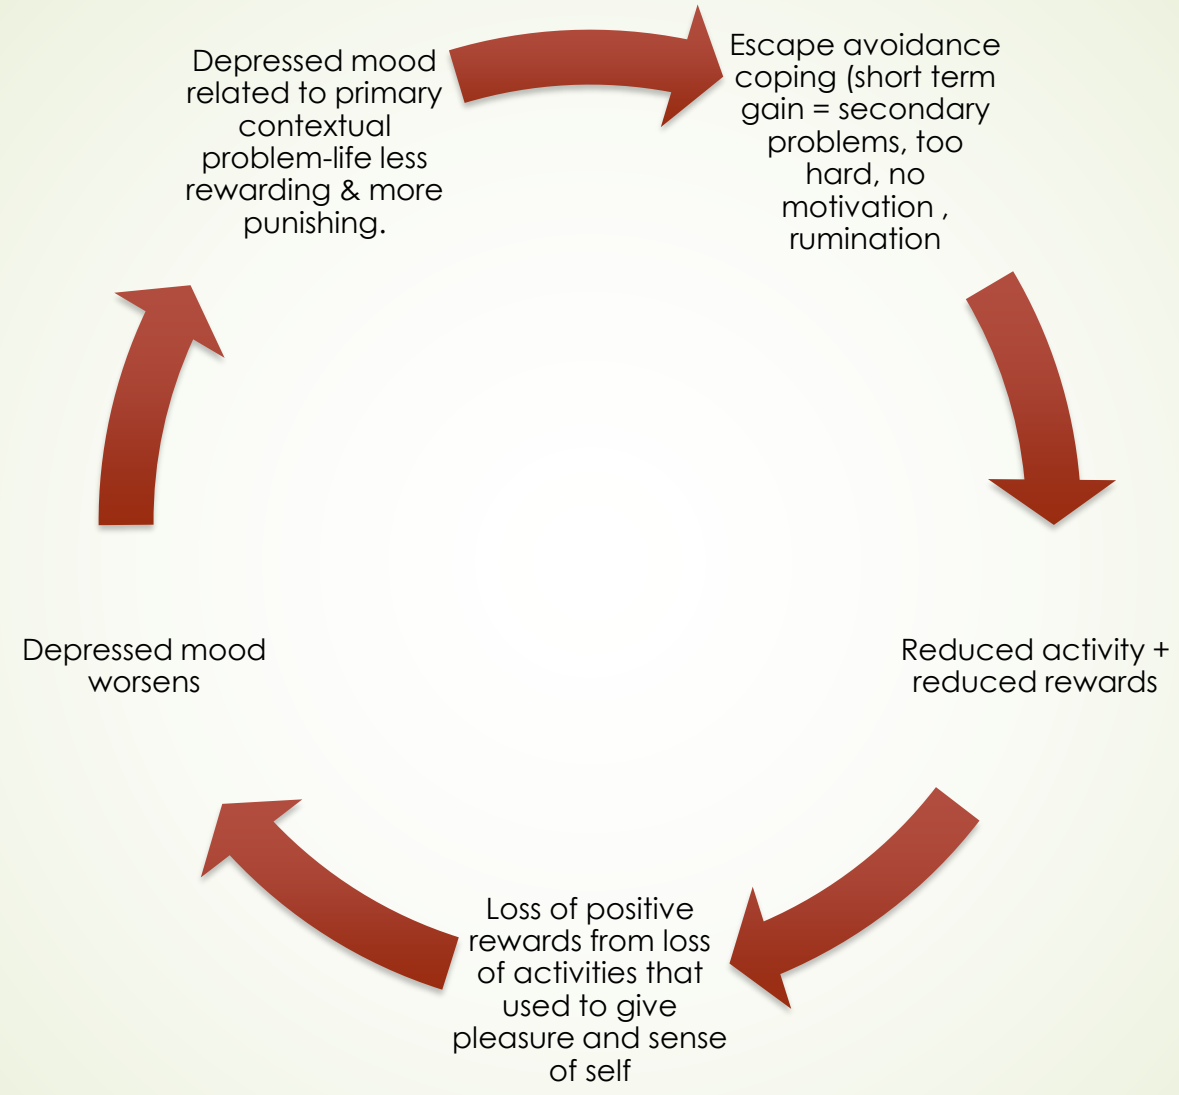 Depressed mood
related to primary
contextual
problem-life less
rewarding & more
punishing.
Escape avoidance
coping (short term
gain = secondary
problems, too
hard, no
motivation ,
rumination
Reduced activity +
reduced rewards
Loss of positive
rewards from loss
of activities that
used to give
pleasure and sense
of self
Depressed mood
worsens